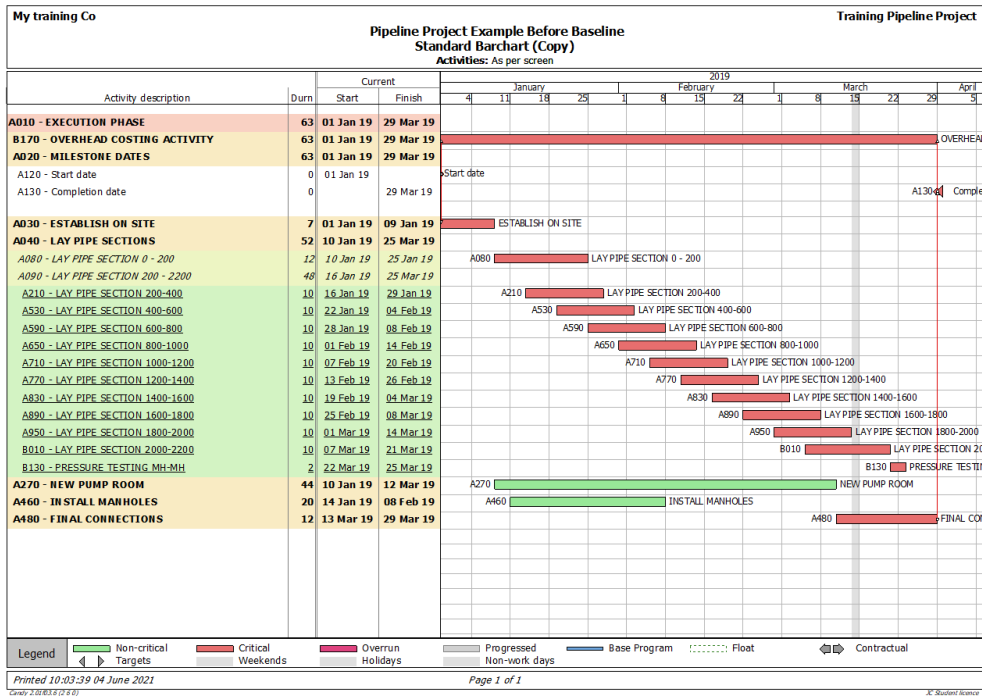 My training Co Training Pipeline Project
Pipeline Project Example Before Baseline
Standard Barchart (Copy)
Activities: As per screen
Current 2019
January February March April
Activity description Durn Start Finish 4 11 18 25 1 8 15 22 1 8 15 22 29 5
A010 - EXECUTION PHASE 63 01 Jan 19 29 Mar 19
B170 - OVERHEAD COSTING ACTIVITY 63 01 Jan 19 29 Mar 19 OVERHEA
A020 - MILESTONE DATES 63 01 Jan 19 29 Mar 19
A120 - Start date 0 01 Jan 19 Start date
A130 - Completion date 0 29 Mar 19 A130 Comple
A030 - ESTABLISH ON SITE 7 01 Jan 19 09 Jan 19 ESTABLISH ON SITE
A040 - LAY PIPE SECTIONS 52 10 Jan 19 25 Mar 19
A080 - LAY PIPE SECTION 0 - 200 12 10 Jan 19 25 Jan 19 A080 LAY PIPE SECTION 0 - 200
A090 - LAY PIPE SECTION 200 - 2200 48 16 Jan 19 25 Mar 19
A210 - LAY PIPE SECTION 200-400 10 16 Jan 19 29 Jan 19 A210 LAY PIPE SECTION 200-400
A530 - LAY PIPE SECTION 400-600 10 22 Jan 19 04 Feb 19 A530 LAY PIPE SECTION 400-600
A590 - LAY PIPE SECTION 600-800 10 28 Jan 19 08 Feb 19 A590 LAY PIPE SECTION 600-800
A650 - LAY PIPE SECTION 800-1000 10 01 Feb 19 14 Feb 19 A650 LAY PIPE SECTION 800-1000
A710 - LAY PIPE SECTION 1000-1200 10 07 Feb 19 20 Feb 19 A710 LAY PIPE SECTION 1000-1200
A770 - LAY PIPE SECTION 1200-1400 10 13 Feb 19 26 Feb 19 A770 LAY PIPE SECTION 1200-1400
A830 - LAY PIPE SECTION 1400-1600 10 19 Feb 19 04 Mar 19 A830 LAY PIPE SECTION 1400-1600
A890 - LAY PIPE SECTION 1600-1800 10 25 Feb 19 08 Mar 19 A890 LAY PIPE SECTION 1600-1800
A950 - LAY PIPE SECTION 1800-2000 10 01 Mar 19 14 Mar 19 A950 LAY PIPE SECTION 1800-2000
B010 - LAY PIPE SECTION 2000-2200 10 07 Mar 19 21 Mar 19 B010 LAY PIPE SECTION 20
B130 - PRESSURE TESTING MH-MH 2 22 Mar 19 25 Mar 19 B130 PRESSURE TESTIN
A270 - NEW PUMP ROOM 44 10 Jan 19 12 Mar 19 A270 NEW PUMP ROOM
A460 - INSTALL MANHOLES 20 14 Jan 19 08 Feb 19 A460 INSTALL MANHOLES
A480 - FINAL CONNECTIONS 12 13 Mar 19 29 Mar 19 A480 FINAL CON
Legend Non-critical Critical Overrun Progressed Base Program Float Contractual
Targets Weekends Holidays Non-work days
Printed 10:03:39 04 June 2021 Page 1 of 1
JC Student licence